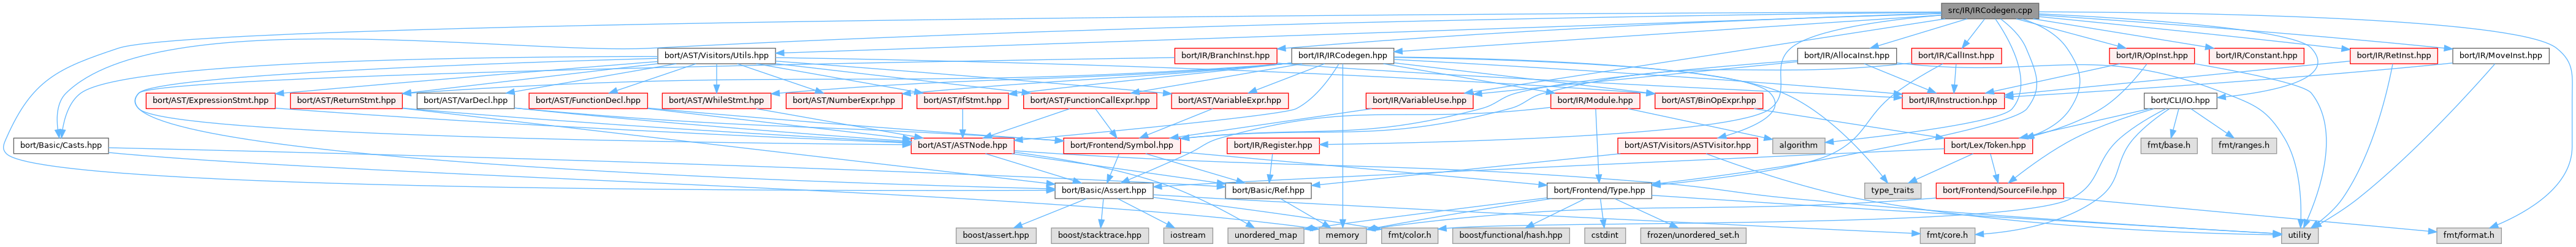 src/IR/IRCodegen.cpp
bort/AST/Visitors/Utils.hpp
bort/IR/BranchInst.hpp
bort/IR/IRCodegen.hpp
bort/IR/AllocaInst.hpp
bort/IR/CallInst.hpp
bort/IR/OpInst.hpp
bort/IR/Constant.hpp
bort/IR/RetInst.hpp
bort/IR/MoveInst.hpp
bort/AST/ExpressionStmt.hpp
bort/AST/ReturnStmt.hpp
bort/AST/VarDecl.hpp
bort/AST/FunctionDecl.hpp
bort/AST/WhileStmt.hpp
bort/AST/NumberExpr.hpp
bort/AST/IfStmt.hpp
bort/AST/FunctionCallExpr.hpp
bort/AST/VariableExpr.hpp
bort/IR/VariableUse.hpp
bort/IR/Module.hpp
bort/AST/BinOpExpr.hpp
bort/IR/Instruction.hpp
bort/CLI/IO.hpp
bort/Basic/Casts.hpp
bort/AST/ASTNode.hpp
bort/Frontend/Symbol.hpp
bort/IR/Register.hpp
bort/AST/Visitors/ASTVisitor.hpp
algorithm
bort/Lex/Token.hpp
fmt/base.h
fmt/ranges.h
bort/Basic/Assert.hpp
bort/Basic/Ref.hpp
bort/Frontend/Type.hpp
type_traits
bort/Frontend/SourceFile.hpp
boost/assert.hpp
boost/stacktrace.hpp
iostream
unordered_map
memory
fmt/color.h
boost/functional/hash.hpp
cstdint
frozen/unordered_set.h
fmt/core.h
utility
fmt/format.h